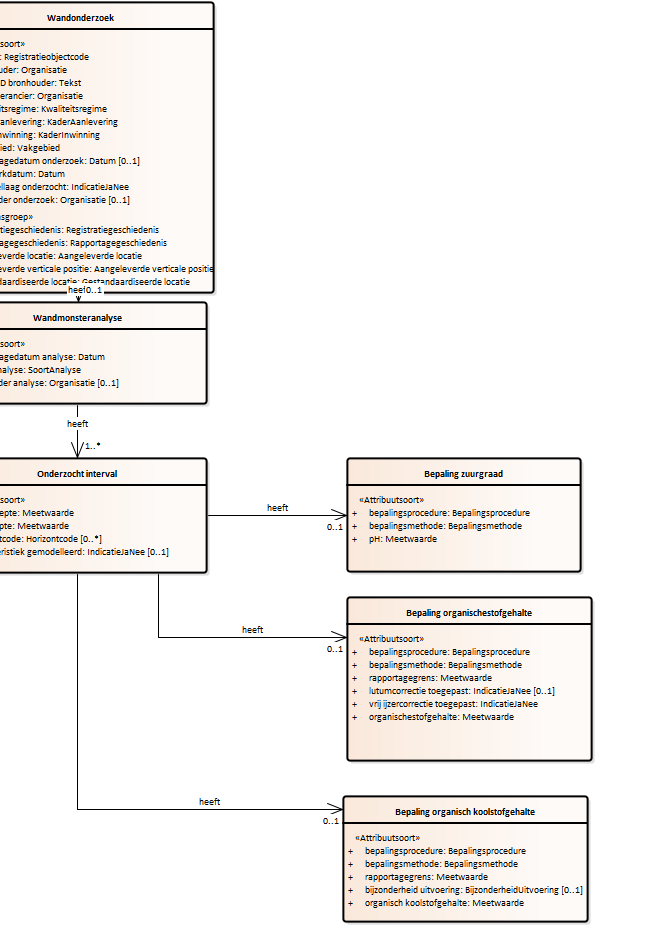 Wandonderzoek
soort»
: Registratieobjectcode
uder: Organisatie
D bronhouder: Tekst
erancier: Organisatie
itsregime: Kwaliteitsregime
anlevering: KaderAanlevering
nwinning: KaderInwinning
ied: Vakgebied
agedatum onderzoek: Datum [0..1]
rkdatum: Datum
ellaag onderzocht: IndicatieJaNee
der onderzoek: Organisatie [0..1]
nsgroep»
tiegeschiedenis: Registratiegeschiedenis
agegeschiedenis: Rapportagegeschiedenis
everde locatie: Aangeleverde locatie
everde verticale positie: Aangeleverde verticale positie
daardiseerde locatie: Gestandaardiseerde locatie
heef0..1
Wandmonsteranalyse
soort»
agedatum analyse: Datum
nalyse: SoortAnalyse
der analyse: Organisatie [0..1]
heeft
1..*
Onderzocht interval
soort»
epte: Meetwaarde
pte: Meetwaarde
tcode: Horizontcode [0..*]
eristiek gemodelleerd: IndicatieJaNee [0..1]
heeft
0..1
Bepaling zuurgraad
«Attribuutsoort»
+ bepalingsprocedure: Bepalingsprocedure
+ bepalingsmethode: Bepalingsmethode
+ pH: Meetwaarde
heeft
0..1
Bepaling organischestofgehalte
«Attribuutsoort»
+ bepalingsprocedure: Bepalingsprocedure
+ bepalingsmethode: Bepalingsmethode
+ rapportagegrens: Meetwaarde
+ lutumcorrectie toegepast: IndicatieJaNee [0..1]
+ vrij ijzercorrectie toegepast: IndicatieJaNee
+ organischestofgehalte: Meetwaarde
heeft
0..1
Bepaling organisch koolstofgehalte
«Attribuutsoort»
+ bepalingsprocedure: Bepalingsprocedure
+ bepalingsmethode: Bepalingsmethode
+ rapportagegrens: Meetwaarde
+ bijzonderheid uitvoering: BijzonderheidUitvoering [0..1]
+ organisch koolstofgehalte: Meetwaarde